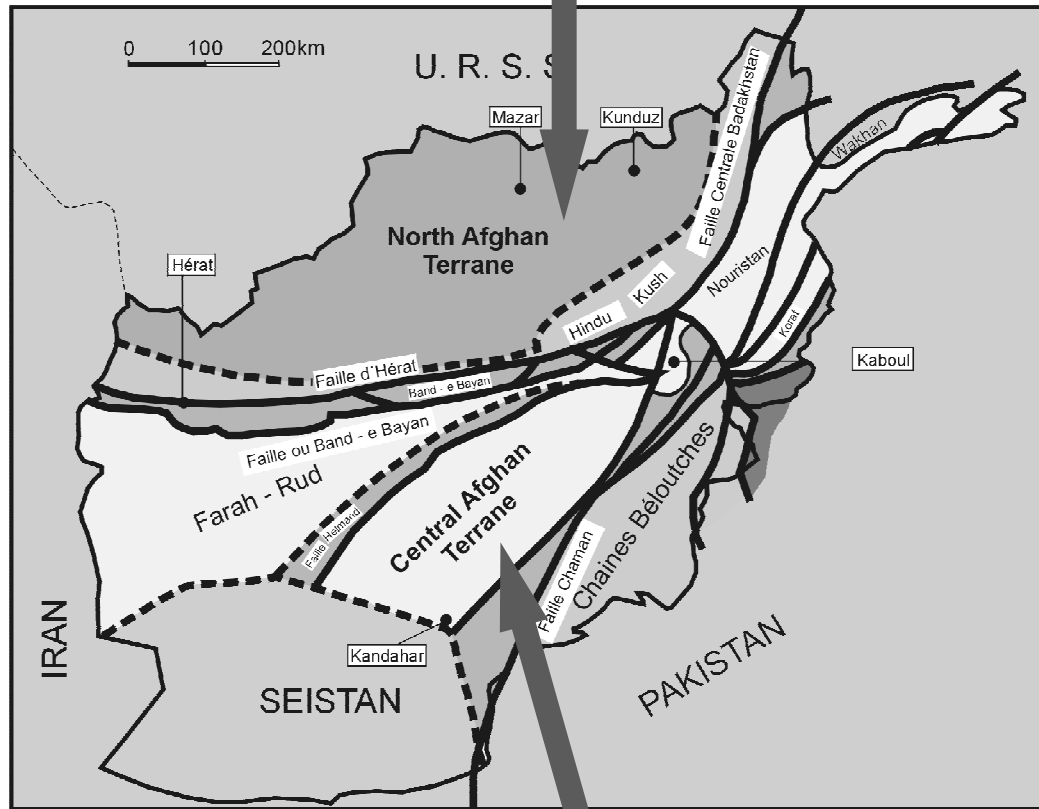 0 100 200km
U. R. S. S
Mazar
Kunduz
Faille Centrale Badakhstan
Wakhan
North Afghan
Terrane
Hérat
Nouristan
Kush
Hindu
Koraf
Kaboul
Faille d´Hérat
Band - e Bayan
Faille ou Band - e Bayan
Farah - Rud
Faille Helmand
Central Afghan
Terrane
Chaines Béloutches
Faille Chaman
Kandahar
IRAN
SEISTAN
PAKISTAN